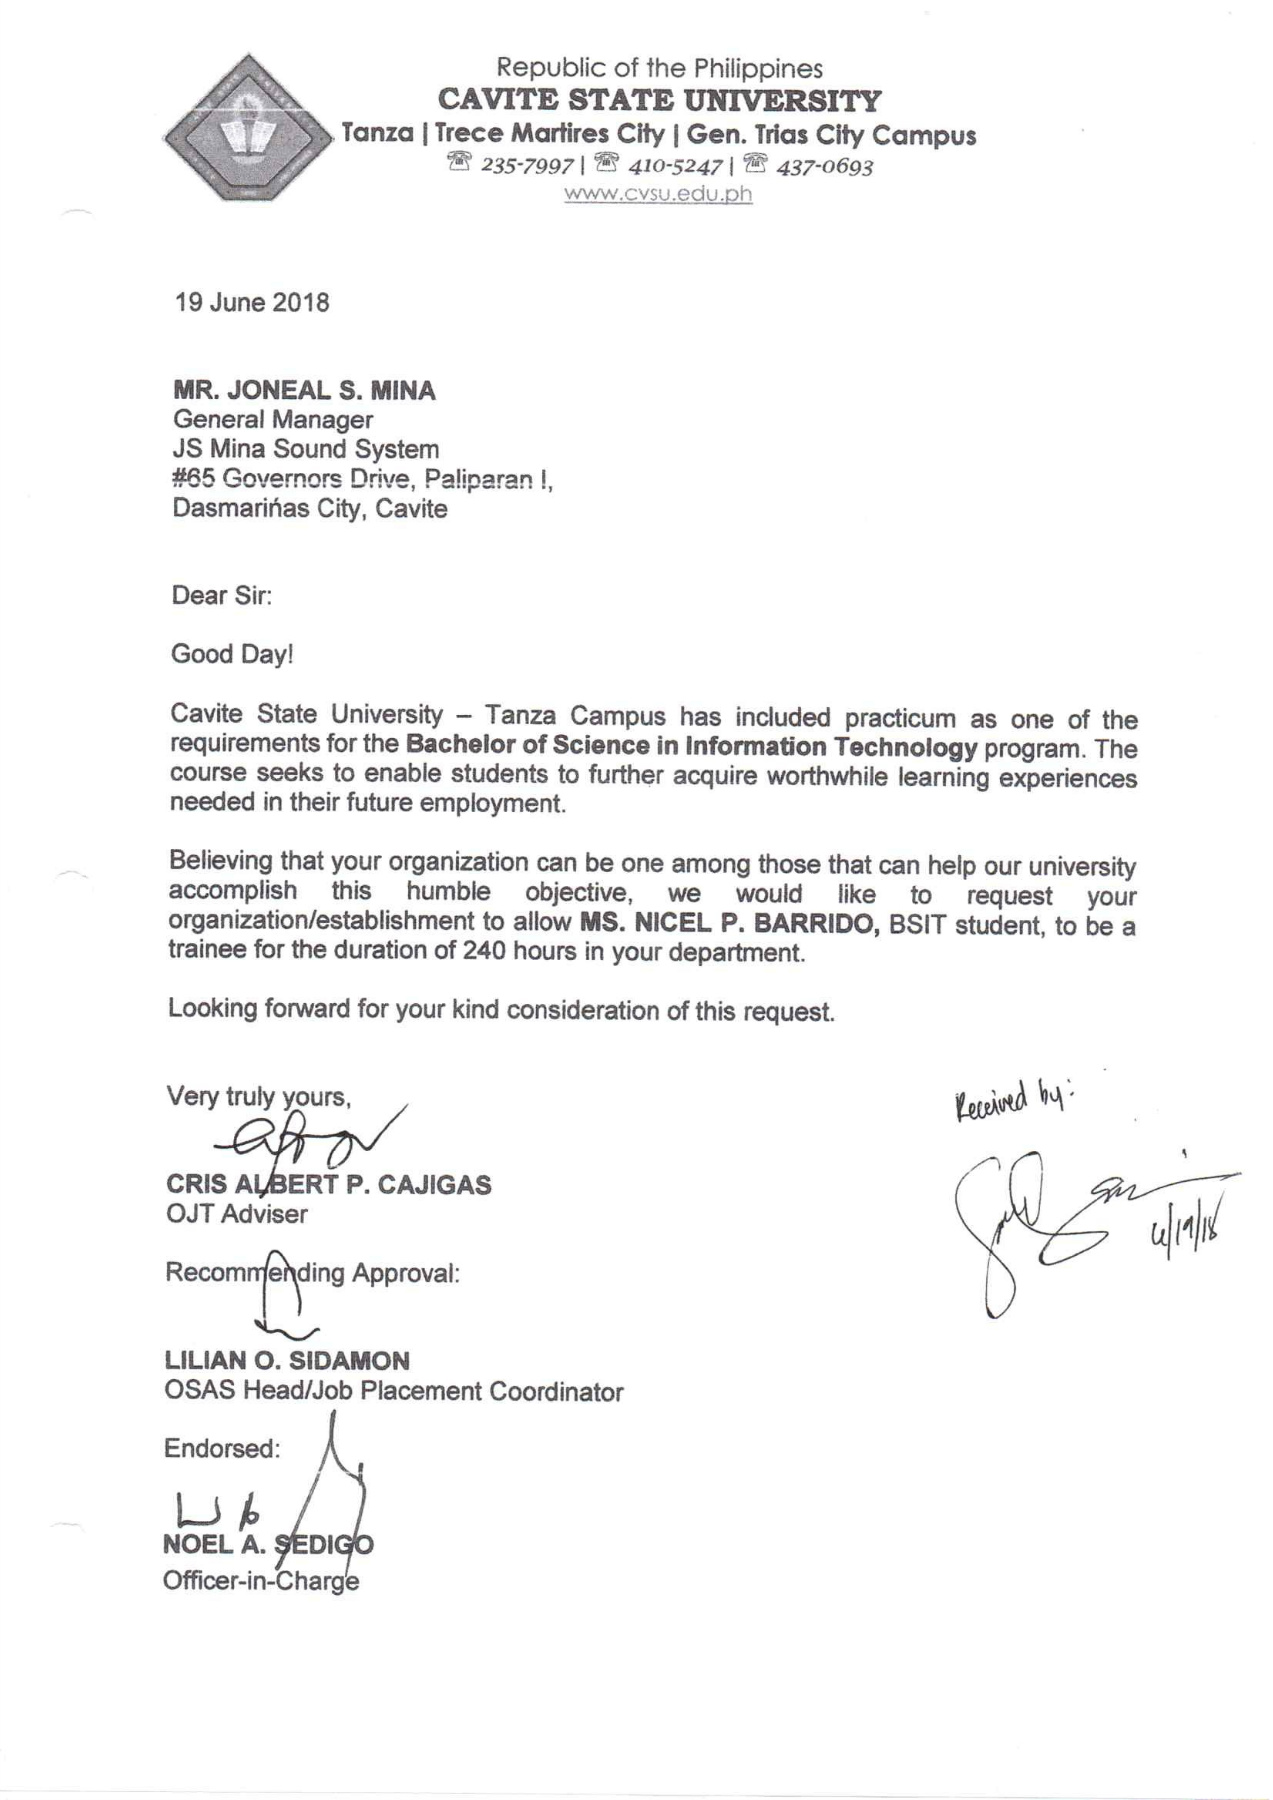 Republic of the Philippines
CAVITE STATE UNIVERSITY
Tanza | Trece Martires City | Gen. Trias City Campus
☎ 235-7997 | ☎ 410-5247 | ☎ 437-0693
www.cvsu.edu.ph
19 June 2018
MR. JONEAL S. MINA
General Manager
JS Mina Sound System
#65 Governors Drive, Paliparan I,
Dasmarińas City, Cavite
Dear Sir:
Good Day!
Cavite State University – Tanza Campus has included practicum as one of the
requirements for the Bachelor of Science in Information Technology program. The
course seeks to enable students to further acquire worthwhile learning experiences
needed in their future employment.
Believing that your organization can be one among those that can help our university
accomplish this humble objective, we would like to request your
organization/establishment to allow MS. NICEL P. BARRIDO, BSIT student, to be a
trainee for the duration of 240 hours in your department.
Looking forward for your kind consideration of this request.
Very truly yours,
CRIS ALBERT P. CAJIGAS
OJT Adviser
Received by:
6/19/18
Recommending Approval:
LILIAN O. SIDAMON
OSAS Head/Job Placement Coordinator
Endorsed:
NOEL A. SEDIGO
Officer-in-Charge